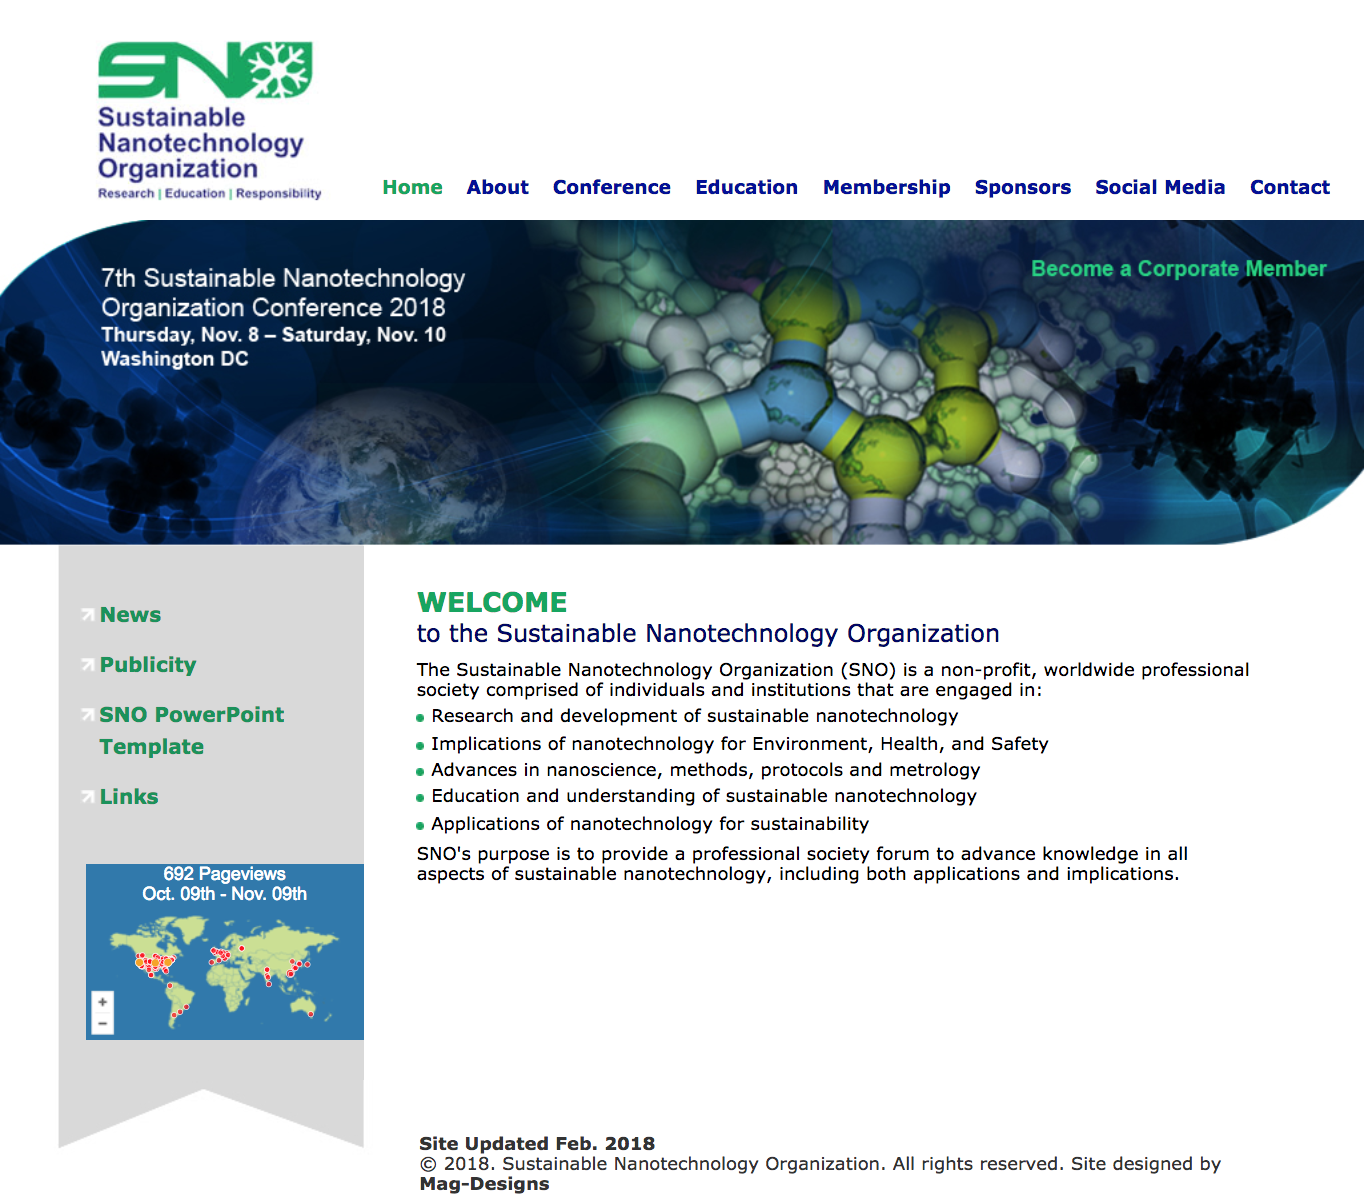 SNO
Sustainable
Nanotechnology
Organization
Research | Education | Responsibility
Home About Conference Education Membership Sponsors Social Media Contact
7th Sustainable Nanotechnology
Organization Conference 2018
Thursday, Nov. 8 – Saturday, Nov. 10
Washington DC
Become a Corporate Member
News
Publicity
SNO PowerPoint
Template
Links
692 Pageviews
Oct. 09th - Nov. 09th
+
−
WELCOME
to the Sustainable Nanotechnology Organization
The Sustainable Nanotechnology Organization (SNO) is a non-profit, worldwide professional
society comprised of individuals and institutions that are engaged in:
Research and development of sustainable nanotechnology
Implications of nanotechnology for Environment, Health, and Safety
Advances in nanoscience, methods, protocols and metrology
Education and understanding of sustainable nanotechnology
Applications of nanotechnology for sustainability
SNO's purpose is to provide a professional society forum to advance knowledge in all
aspects of sustainable nanotechnology, including both applications and implications.
Site Updated Feb. 2018
© 2018. Sustainable Nanotechnology Organization. All rights reserved. Site designed by
Mag-Designs